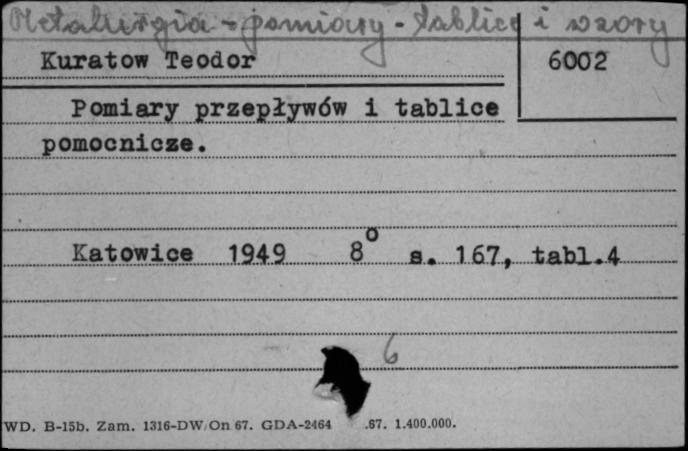 Metalurgia - pomiary - tablice i wzory
Kuratow Teodor 6002
Pomiary przepływów i tablice
pomocnicze.
Katowice 1949 8° s. 167, tabl.4
6
WD. B-15b. Zam. 1316-DW/On 67. GDA-2464 .67. 1.400.000.